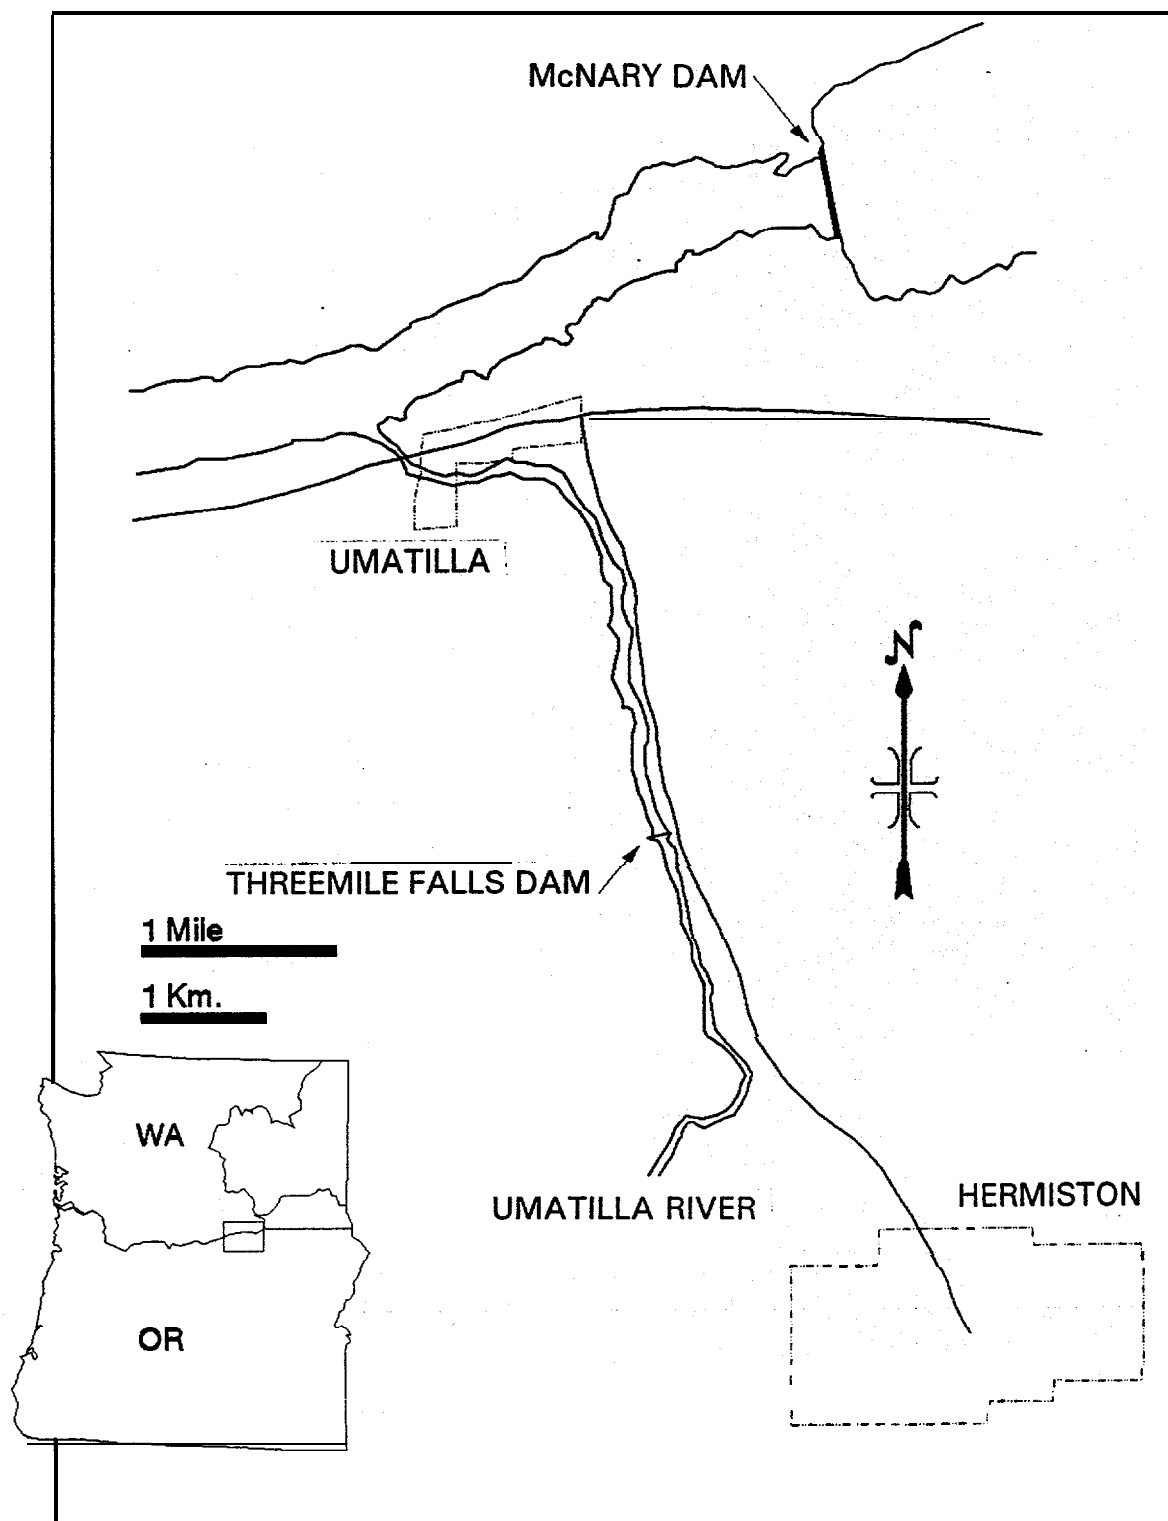 McNARY DAM
UMATILLA
N
THREEMILE FALLS DAM
1 Mile
1 Km.
WA
UMATILLA RIVER
HERMISTON
OR